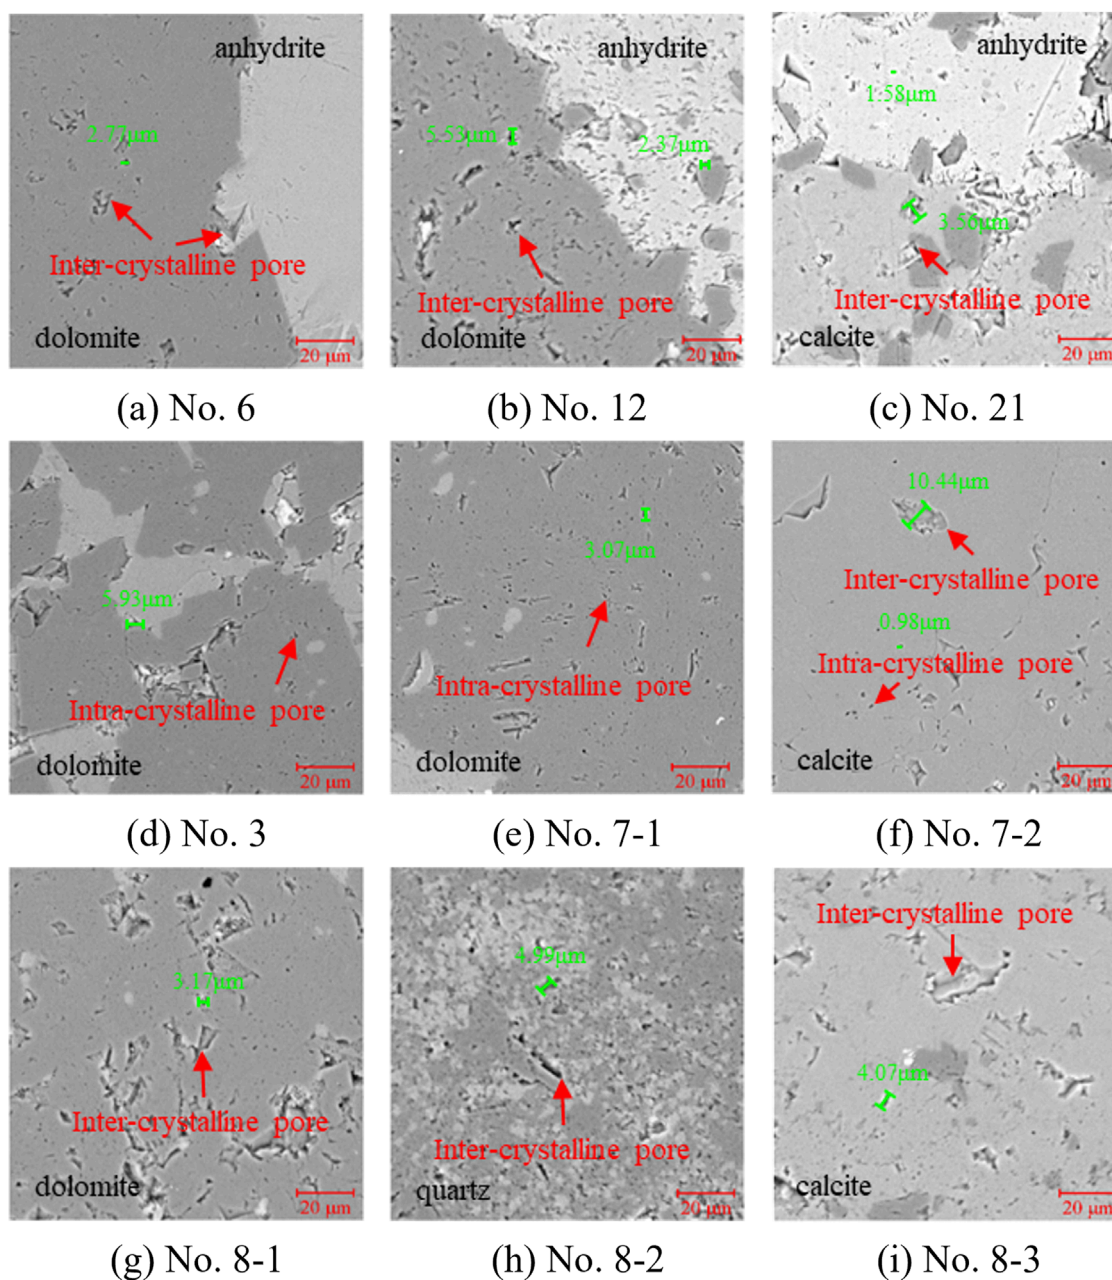 anhydrite
2.77μm
Inter-crystalline pore
dolomite
20 μm
(a) No. 6
anhydrite
5.53μm
2.37μm
Inter-crystalline pore
dolomite
20 μm
(b) No. 12
anhydrite
1.58μm
3.56μm
Inter-crystalline pore
calcite
20 μm
(c) No. 21
5.93μm
Intra-crystalline pore
dolomite
20 μm
(d) No. 3
3.07μm
Intra-crystalline pore
dolomite
20 μm
(e) No. 7-1
10.44μm
Inter-crystalline pore
0.98μm
Intra-crystalline pore
calcite
20 μm
(f) No. 7-2
3.17μm
Inter-crystalline pore
dolomite
20 μm
(g) No. 8-1
4.99μm
Inter-crystalline pore
quartz
20 μm
(h) No. 8-2
Inter-crystalline pore
4.07μm
calcite
20 μm
(i) No. 8-3